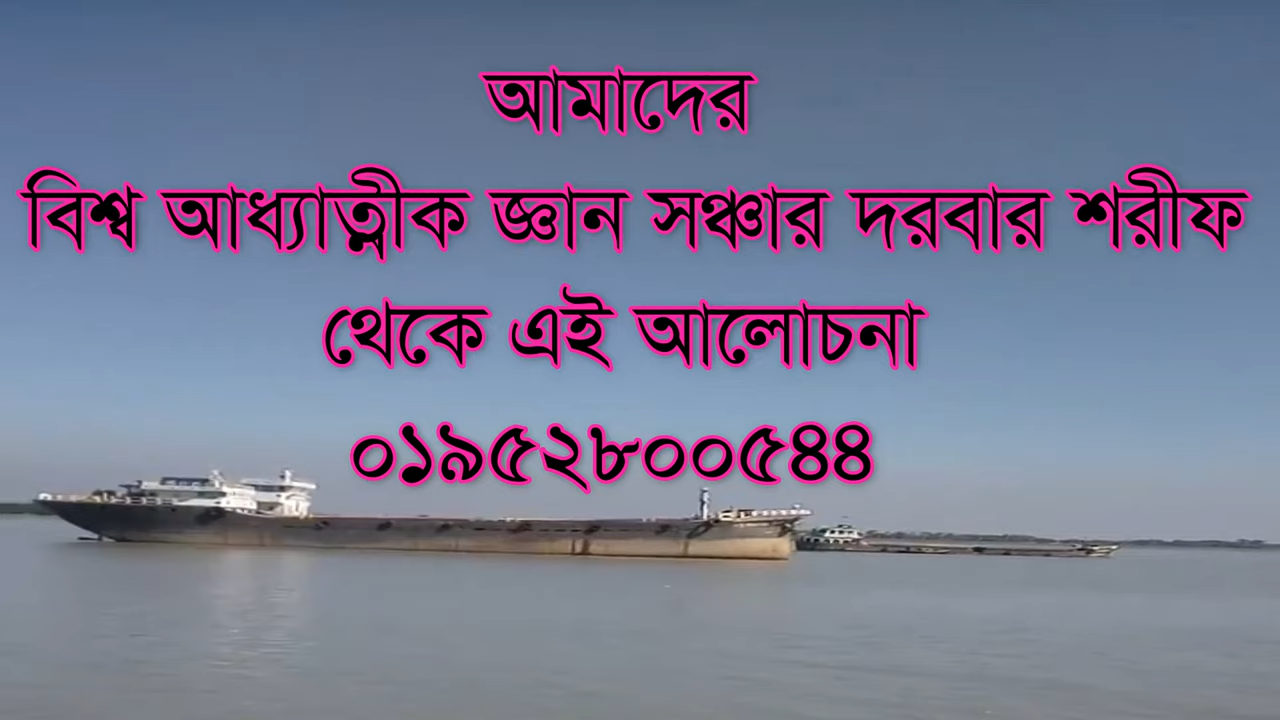 আমাদের
বিশ্ব আধ্যাত্নীক জ্ঞান সঞ্চার দরবার শরীফ
থেকে এই আলোচনা
০১৯৫২৮০০৫৪৪